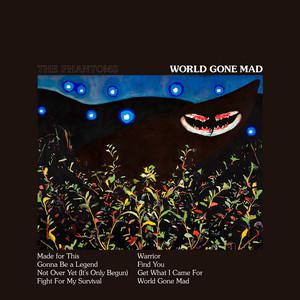 THE PHANTOMS
WORLD GONE MAD
Made for This
Gonna Be a Legend
Not Over Yet (It's Only Begun)
Fight For My Survival
Warrior
Find You
Get What I Came For
World Gone Mad